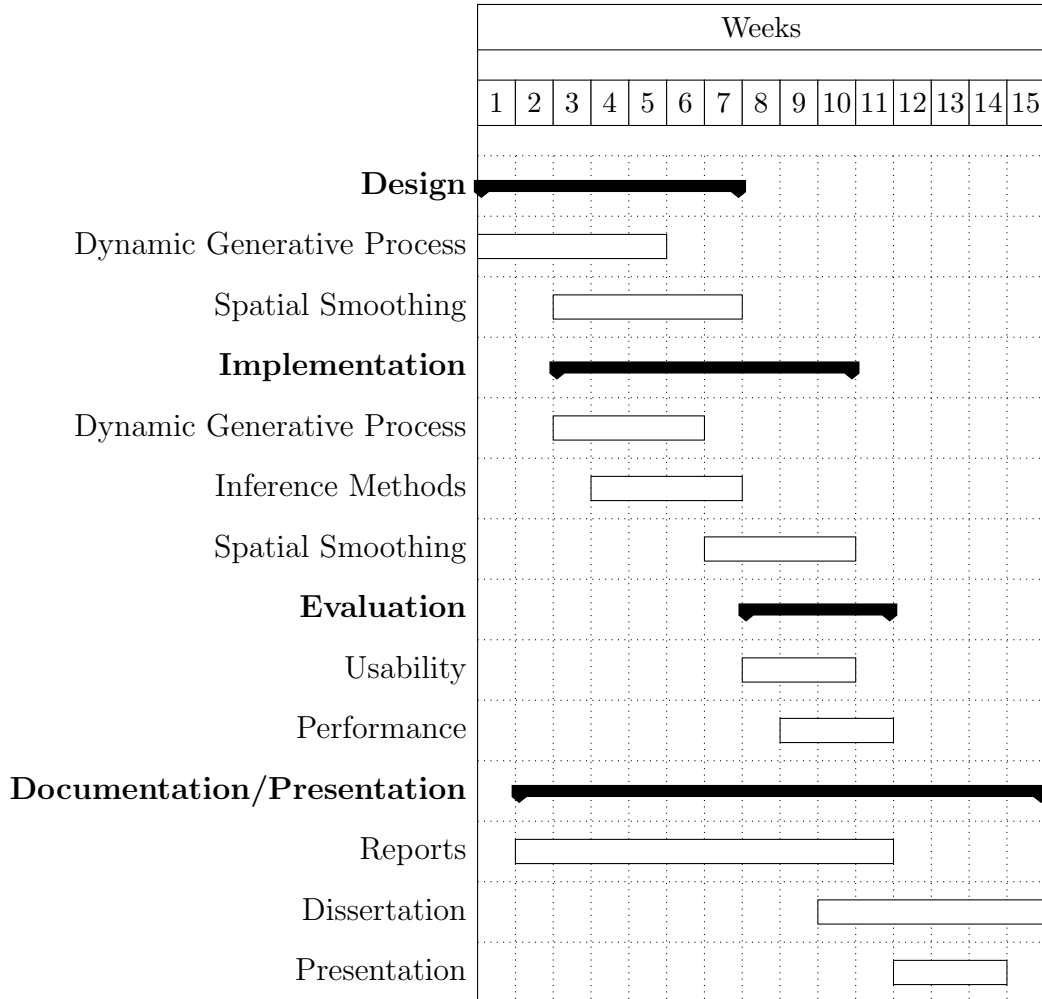 Weeks
1 2 3 4 5 6 7 8 9 10 11 12 13 14 15
Design
Dynamic Generative Process
Spatial Smoothing
Implementation
Dynamic Generative Process
Inference Methods
Spatial Smoothing
Evaluation
Usability
Performance
Documentation/Presentation
Reports
Dissertation
Presentation